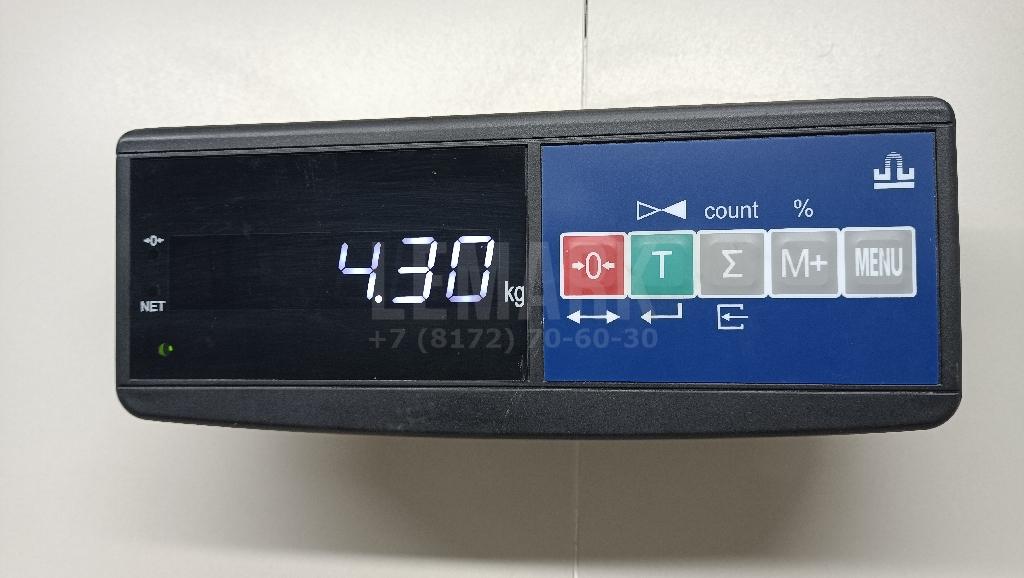 count %
→0← T Σ M+ MENU
→0←
4.30 kg
NET
LEMARK
+7 (8172) 70-60-30